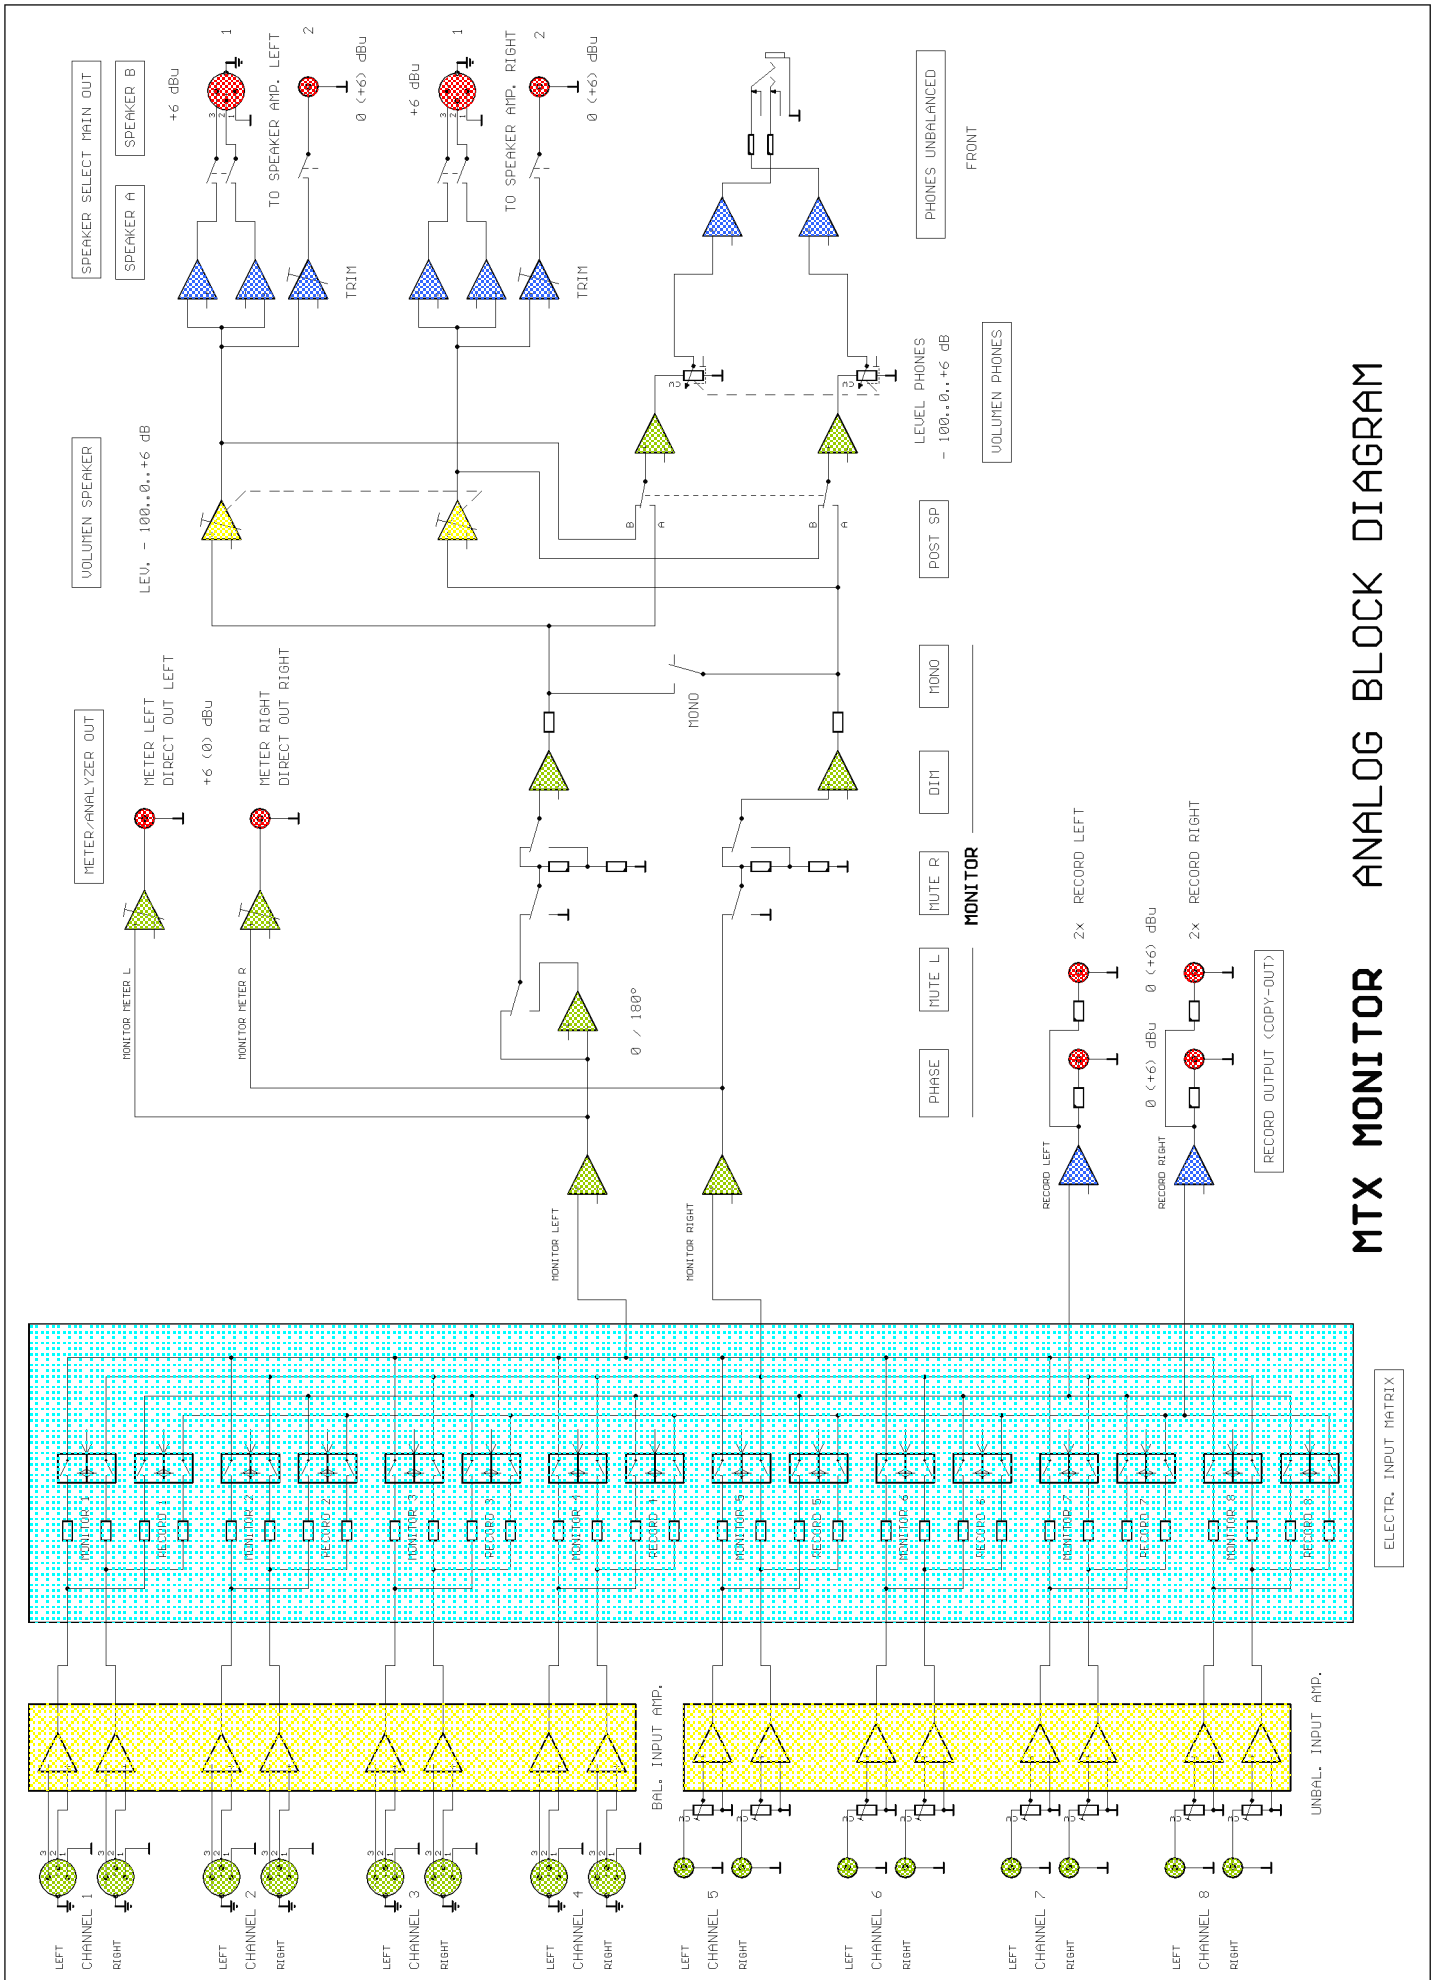 CHANNEL 1
LEFT
RIGHT
CHANNEL 2
LEFT
RIGHT
CHANNEL 3
LEFT
RIGHT
CHANNEL 4
LEFT
RIGHT
CHANNEL 5
LEFT
RIGHT
CHANNEL 6
LEFT
RIGHT
CHANNEL 7
LEFT
RIGHT
CHANNEL 8
LEFT
RIGHT
BAL. INPUT AMP.
UNBAL. INPUT AMP.
MONITOR 1
RECORD 1
MONITOR 2
RECORD 2
MONITOR 3
RECORD 3
MONITOR 4
RECORD 4
MONITOR 5
RECORD 5
MONITOR 6
RECORD 6
MONITOR 7
RECORD 7
MONITOR 8
RECORD 8
ELECTR. INPUT MATRIX
MONITOR LEFT
MONITOR RIGHT
RECORD LEFT
RECORD RIGHT
0 (+6) dBu
0 (+6) dBu
2x RECORD LEFT
2x RECORD RIGHT
RECORD OUTPUT (COPY-OUT)
MONITOR METER L
MONITOR METER R
METER/ANALYZER OUT
METER LEFT
DIRECT OUT LEFT
+6 (0) dBu
METER RIGHT
DIRECT OUT RIGHT
0 / 180°
MONO
PHASE
MUTE L
MUTE R
DIM
MONO
POST SP
MONITOR
VOLUMEN SPEAKER
LEV. - 100..0..+6 dB
B
A
B
A
LEVEL PHONES
- 100..0..+6 dB
VOLUMEN PHONES
TRIM
TRIM
SPEAKER SELECT MAIN OUT
SPEAKER A
SPEAKER B
+6 dBu
1
TO SPEAKER AMP. LEFT
2
0 (+6) dBu
+6 dBu
1
TO SPEAKER AMP. RIGHT
2
0 (+6) dBu
PHONES UNBALANCED
FRONT
MTX MONITOR ANALOG BLOCK DIAGRAM